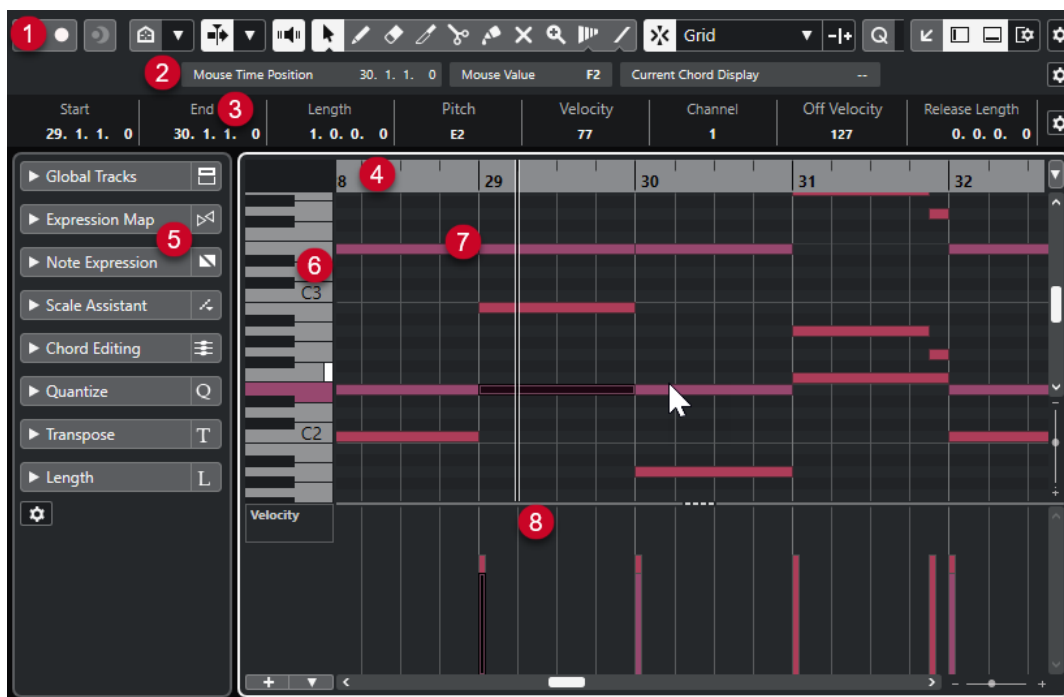 1 Grid Q
2 Mouse Time Position 30. 1. 1. 0 Mouse Value F2 Current Chord Display --
Start End 3 Length Pitch Velocity Channel Off Velocity Release Length
29. 1. 1. 0 30. 1. 1. 0 1. 0. 0. 0 E2 77 1 127 0. 0. 0. 0
Global Tracks
Expression Map
5
Note Expression
Scale Assistant
Chord Editing
Quantize Q
Transpose T
Length L
8 4 29 30 31 32
7
6
C3
C2
Velocity
8